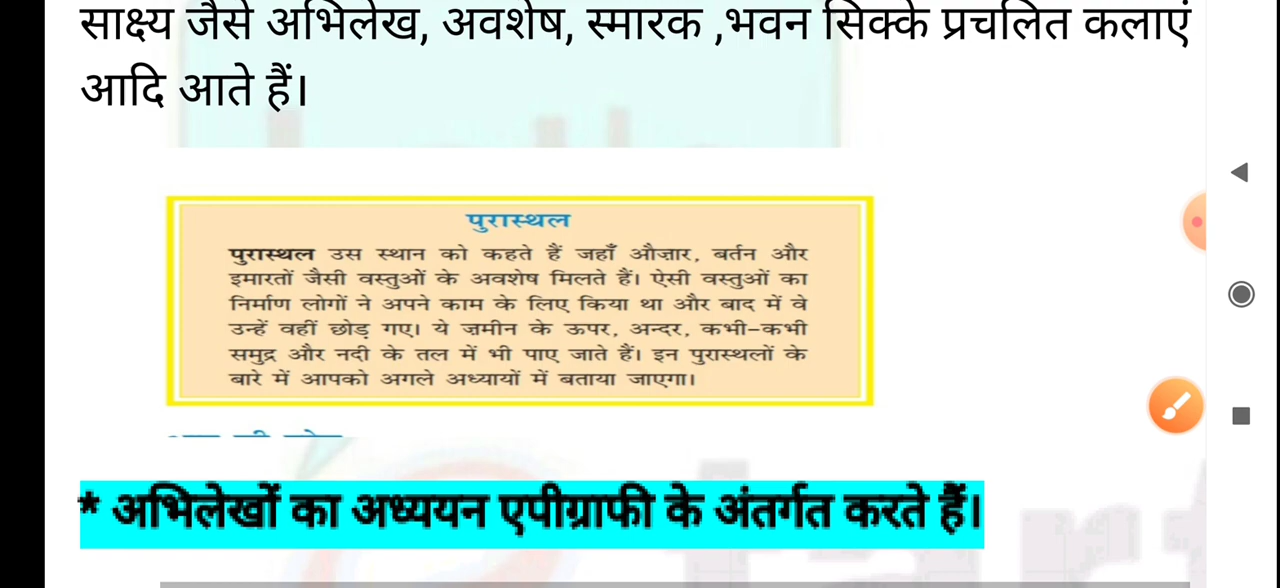 साक्ष्य जैसे अभिलेख, अवशेष, स्मारक ,भवन सिक्के प्रचलित कलाएं
आदि आते हैं।
पुरास्थल
पुरास्थल उस स्थान को कहते हैं जहाँ औज़ार, बर्तन और
इमारतों जैसी वस्तुओं के अवशेष मिलते हैं। ऐसी वस्तुओं का
निर्माण लोगों ने अपने काम के लिए किया था और बाद में वे
उन्हें वहीं छोड़ गए। ये ज़मीन के ऊपर, अन्दर, कभी-कभी
समुद्र और नदी के तल में भी पाए जाते हैं। इन पुरास्थलों के
बारे में आपको अगले अध्यायों में बताया जाएगा।
* अभिलेखों का अध्ययन एपीग्राफी के अंतर्गत करते हैं।